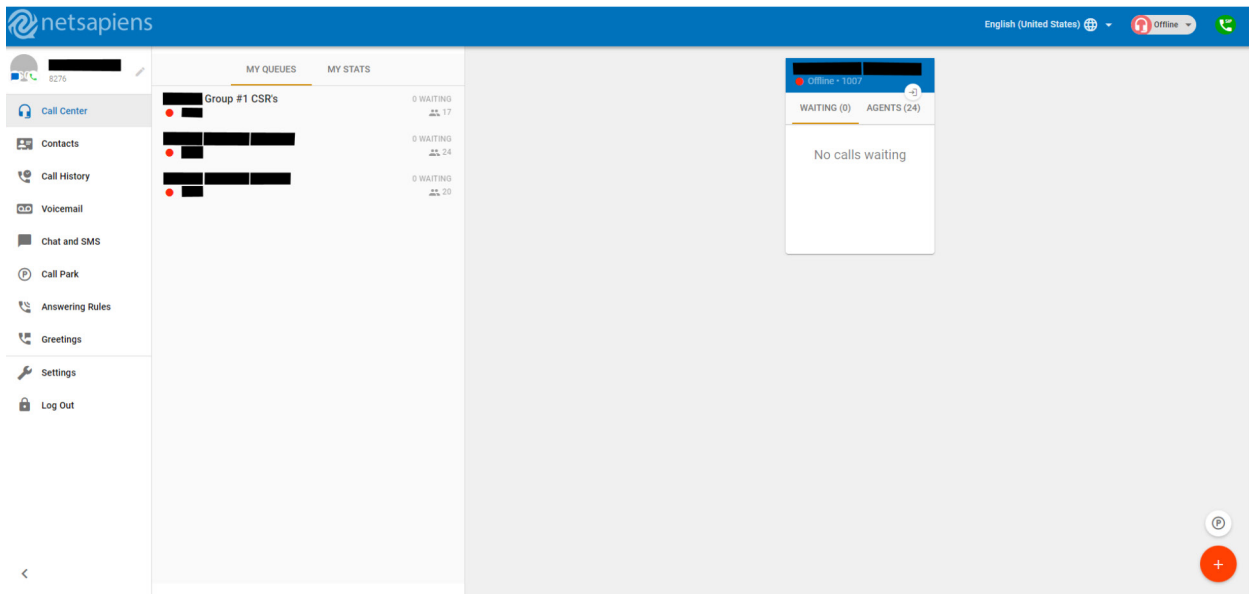 netsapiens
English (United States)
Offline
8276
Call Center
Contacts
Call History
Voicemail
Chat and SMS
P
Call Park
Answering Rules
Greetings
Settings
Log Out
MY QUEUES MY STATS
Group #1 CSR's 0 WAITING
17
0 WAITING
24
0 WAITING
20
Offline • 1007
WAITING (0) AGENTS (24)
No calls waiting
P
+